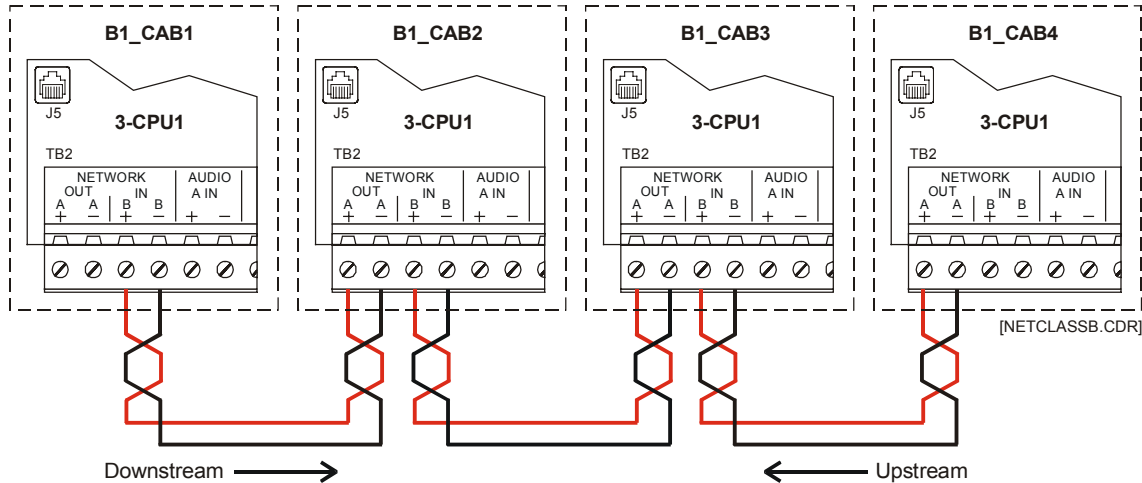 B1_CAB1 B1_CAB2 B1_CAB3 B1_CAB4
J5 J5 J5 J5
3-CPU1 3-CPU1 3-CPU1 3-CPU1
TB2 TB2 TB2 TB2
NETWORK AUDIO NETWORK AUDIO NETWORK AUDIO NETWORK AUDIO
OUT IN A IN OUT IN A IN OUT IN A IN OUT IN A IN
A A B B A A B B A A B B A A B B
+ − + − + − + − + − + − + − + − + − + − + − + −
[NETCLASSB.CDR]
Downstream Upstream